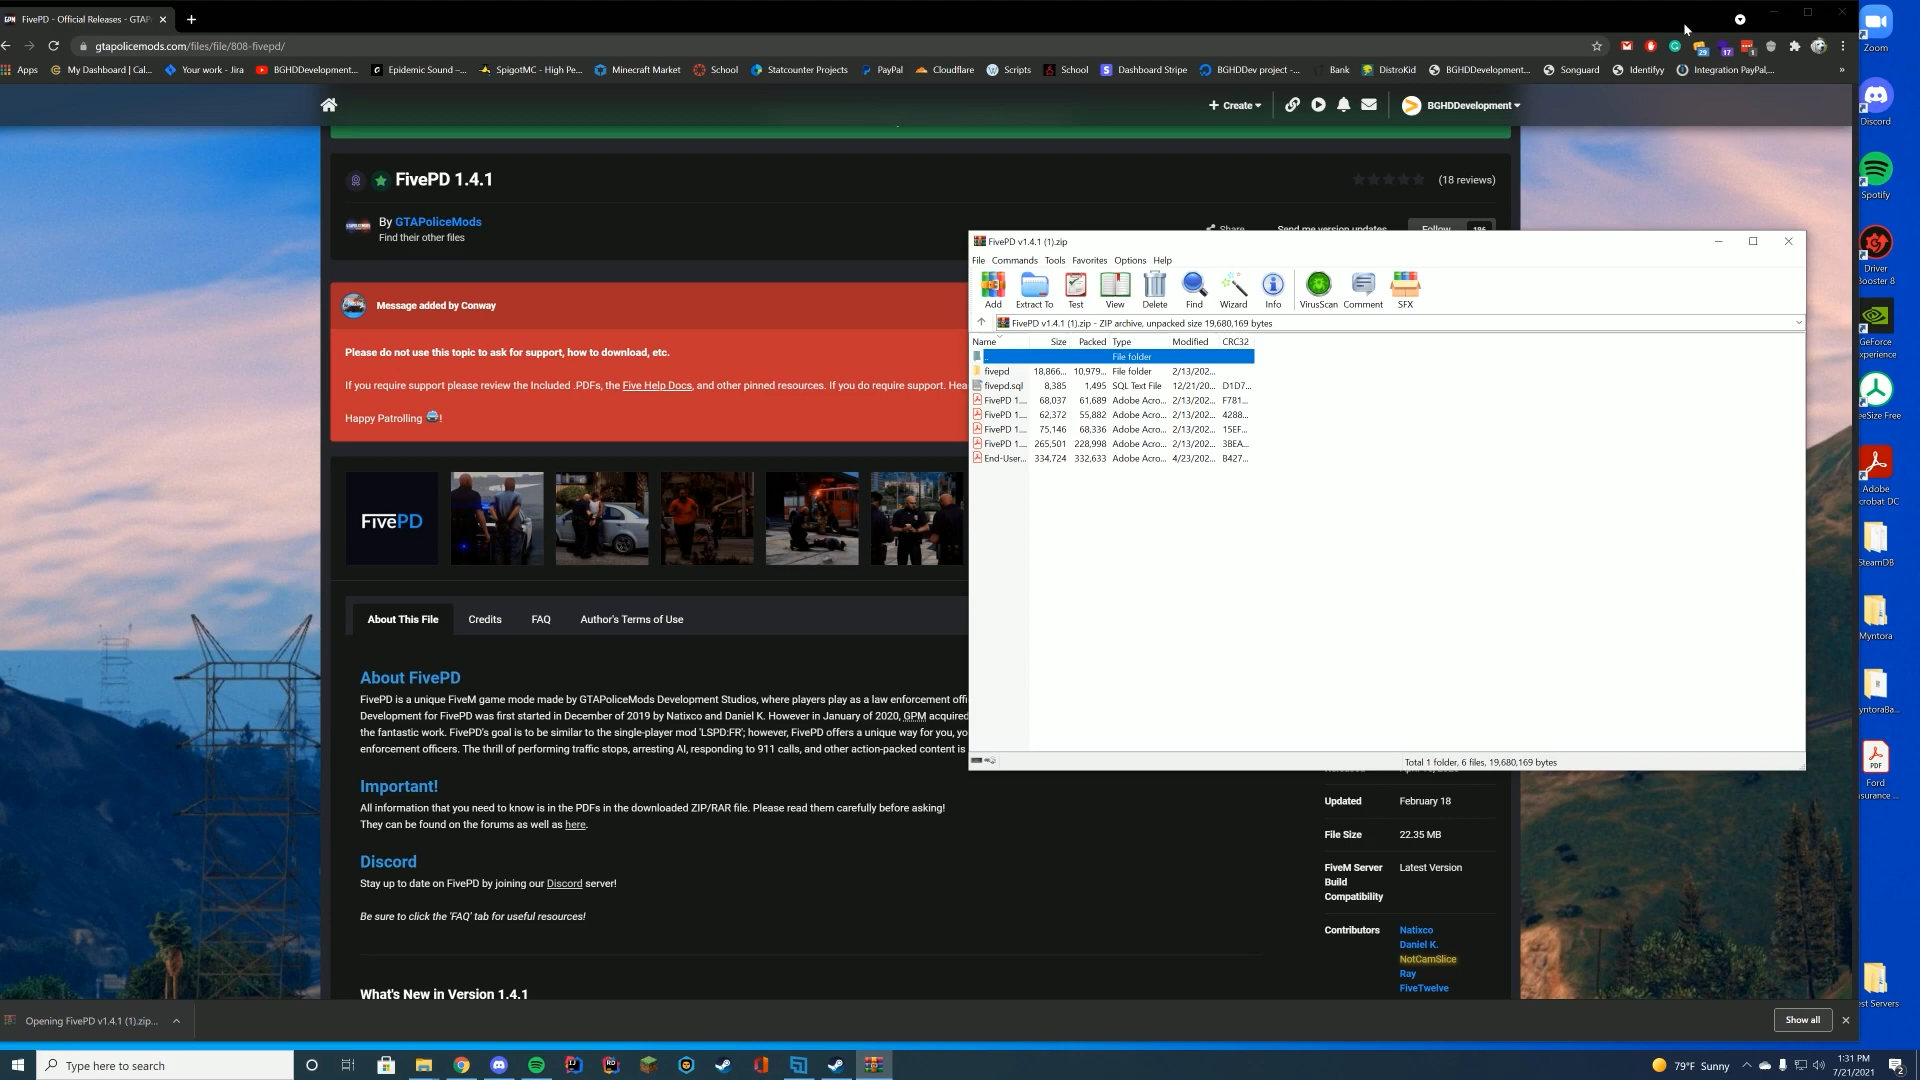 FivePD - Official Releases - GTAP
gtapolicemods.com/files/file/808-fivepd/
Apps
My Dashboard | Cal...
Your work - Jira
BGHDDevelopment...
Epidemic Sound –...
SpigotMC - High Pe...
Minecraft Market
School
Statcounter Projects
PayPal
Cloudflare
Scripts
School
Dashboard Stripe
BGHDDev project -...
Bank
DistroKid
BGHDDevelopment...
Songuard
Identifyy
Integration PayPal,...
»
+ Create
BGHDDevelopment
FivePD 1.4.1
(18 reviews)
By GTAPoliceMods
Find their other files
Share
Send me version updates
Follow 186
Message added by Conway
Please do not use this topic to ask for support, how to download, etc.
If you require support please review the Included .PDFs, the Five Help Docs, and other pinned resources. If you do require support. Hea
Happy Patrolling 🚔!
FivePD
About This File
Credits
FAQ
Author's Terms of Use
About FivePD
FivePD is a unique FiveM game mode made by GTAPoliceMods Development Studios, where players play as a law enforcement offi
Development for FivePD was first started in December of 2019 by Natixco and Daniel K. However in January of 2020, GPM acquired
the fantastic work. FivePD's goal is to be similar to the single-player mod 'LSPD:FR'; however, FivePD offers a unique way for you, yo
enforcement officers. The thrill of performing traffic stops, arresting AI, responding to 911 calls, and other action-packed content is
Important!
All information that you need to know is in the PDFs in the downloaded ZIP/RAR file. Please read them carefully before asking!
They can be found on the forums as well as here.
Discord
Stay up to date on FivePD by joining our Discord server!
Be sure to click the 'FAQ' tab for useful resources!
What's New in Version 1.4.1
Updated February 18
File Size 22.35 MB
FiveM Server Build Compatibility Latest Version
Contributors Natixco
Daniel K.
NotCamSlice
Ray
FiveTwelve
FivePD v1.4.1 (1).zip
File Commands Tools Favorites Options Help
Add
Extract To
Test
View
Delete
Find
Wizard
Info
VirusScan
Comment
SFX
FivePD v1.4.1 (1).zip - ZIP archive, unpacked size 19,680,169 bytes
Name Size Packed Type Modified CRC32
.. File folder
fivepd 18,866... 10,979... File folder 2/13/202...
fivepd.sql 8,385 1,495 SQL Text File 12/21/20... D1D7...
FivePD 1.... 68,037 61,689 Adobe Acro... 2/13/202... F781...
FivePD 1.... 62,372 55,882 Adobe Acro... 2/13/202... 4288...
FivePD 1.... 75,146 68,336 Adobe Acro... 2/13/202... 15EF...
FivePD 1.... 265,501 228,998 Adobe Acro... 2/13/202... 3BEA...
End-User... 334,724 332,633 Adobe Acro... 4/23/202... B427...
Total 1 folder, 6 files, 19,680,169 bytes
Zoom
Discord
Spotify
Driver
Booster 8
GeForce
xperience
eSize Free
Adobe
crobat DC
SteamDB
Myntora
yntoraBa...
PDF
Ford
surance ...
est Servers
Opening FivePD v1.4.1 (1).zip...
Show all
Type here to search
79°F Sunny
1:31 PM
7/21/2021
2